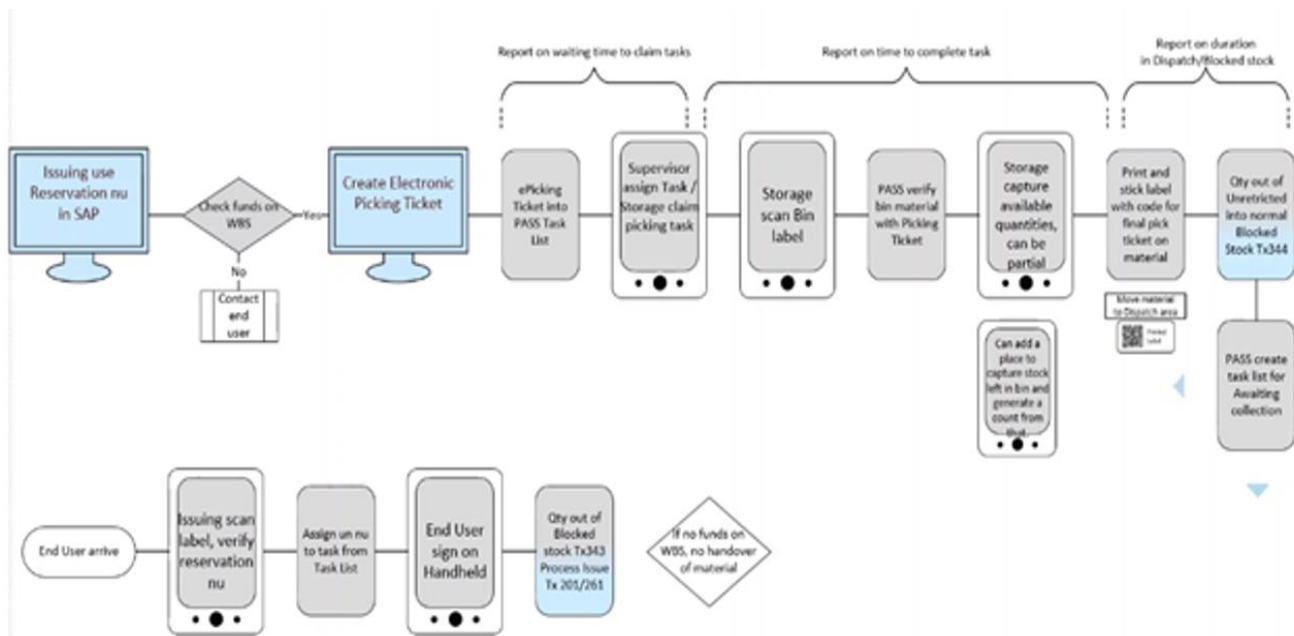 Report on waiting time to claim tasks
Report on time to complete task
Report on duration
in Dispatch/Blocked stock
Issuing use
Reservation nu
in SAP
Check funds on
WBS
Yes
No
Contact
end
user
Create Electronic
Picking Ticket
ePicking
Ticket into
PASS Task
List
Supervisor
assign Task /
Storage claim
picking task
Storage
scan Bin
label
PASS verify
bin material
with Picking
Ticket
Storage
capture
available
quantities,
can be
partial
Can add a
place to
capture stock
left in bin and
generate a
count from
that.
Print and
stick label
with code for
final pick
ticket on
material
Move material
to Dispatch area
Label
Qty out of
Unretricted
into normal
Blocked
Stock Tx344
PASS create
task list for
Awaiting
collection
End User arrive
Issuing scan
label, verify
reservation
nu
Assign un nu
to task from
Task List
End User
sign on
Handheld
Qty out of
Blocked
stock Tx343
Process Issue
Tx 201/261
If no funds on
WBS, no handover
of material